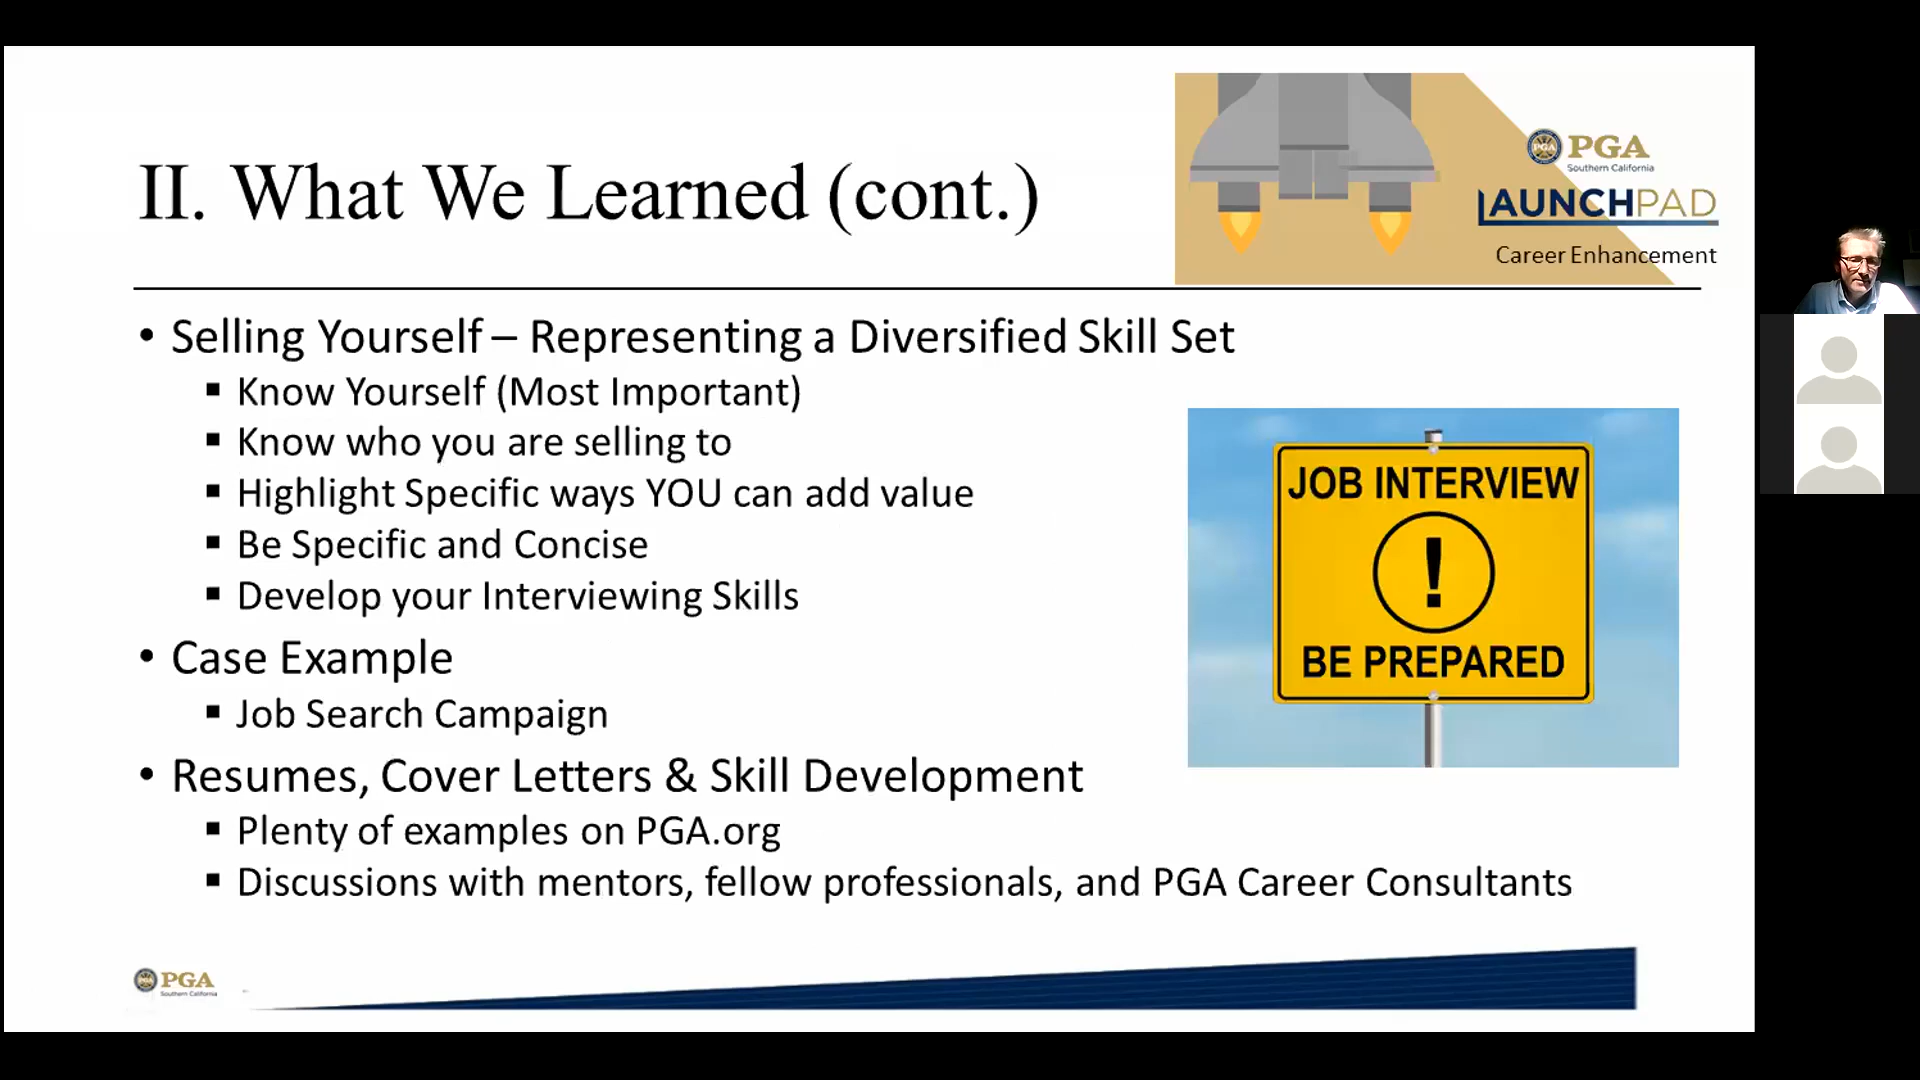 II. What We Learned (cont.)
PGA
Southern California
LAUNCHPAD
Career Enhancement
• Selling Yourself – Representing a Diversified Skill Set
▪ Know Yourself (Most Important)
▪ Know who you are selling to
▪ Highlight Specific ways YOU can add value
▪ Be Specific and Concise
▪ Develop your Interviewing Skills
• Case Example
▪ Job Search Campaign
• Resumes, Cover Letters & Skill Development
▪ Plenty of examples on PGA.org
▪ Discussions with mentors, fellow professionals, and PGA Career Consultants
JOB INTERVIEW
!
BE PREPARED
PGA
Southern California